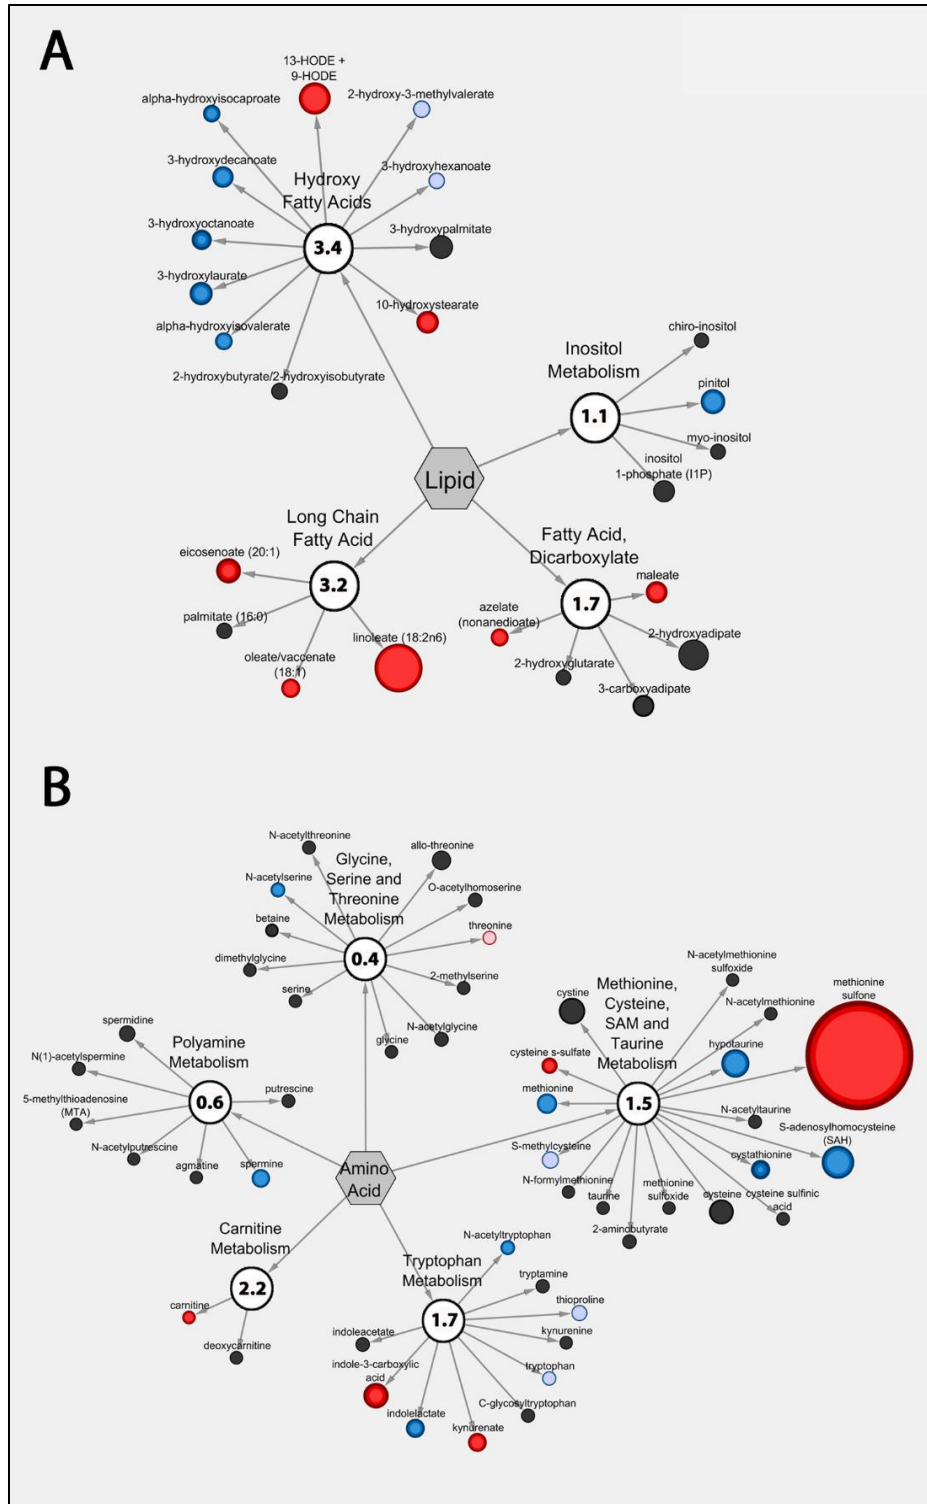 A
13-HODE +
9-HODE
alpha-hydroxyisocaproate
2-hydroxy-3-methylvalerate
3-hydroxydecanoate
3-hydroxyhexanoate
Hydroxy
Fatty Acids
3-hydroxyoctanoate
3-hydroxypalmitate
3.4
3-hydroxylaurate
10-hydroxystearate
alpha-hydroxyisovalerate
2-hydroxybutyrate/2-hydroxyisobutyrate
chiro-inositol
Inositol
Metabolism
pinitol
1.1
myo-inositol
inositol
1-phosphate (I1P)
Lipid
Long Chain
Fatty Acid
eicosenoate (20:1)
3.2
palmitate (16:0)
oleate/vaccenate
(18:1)
linoleate (18:2n6)
Fatty Acid,
Dicarboxylate
maleate
1.7
azelate
(nonanedioate)
2-hydroxyadipate
2-hydroxyglutarate
3-carboxyadipate
B
N-acetylthreonine
allo-threonine
Glycine,
Serine and
Threonine
Metabolism
N-acetylserine
O-acetylhomoserine
betaine
threonine
0.4
dimethylglycine
2-methylserine
serine
glycine
N-acetylglycine
spermidine
Polyamine
Metabolism
N(1)-acetylspermine
putrescine
0.6
5-methylthioadenosine
(MTA)
N-acetylputrescine
agmatine
spermine
Amino
Acid
N-acetylmethionine
sulfoxide
Methionine,
Cysteine,
SAM and
Taurine
Metabolism
cystine
methionine
sulfone
N-acetylmethionine
hypotaurine
cysteine s-sulfate
methionine
1.5
N-acetyltaurine
S-adenosylhomocysteine
(SAH)
S-methylcysteine
cystathionine
N-formylmethionine
taurine
methionine
sulfoxide
cysteine
cysteine sulfinic
acid
2-aminobutyrate
Carnitine
Metabolism
2.2
carnitine
deoxycarnitine
Tryptophan
Metabolism
N-acetyltryptophan
tryptamine
thioproline
1.7
indoleacetate
kynurenine
indole-3-carboxylic
acid
tryptophan
C-glycosyltryptophan
indolelactate
kynurenate